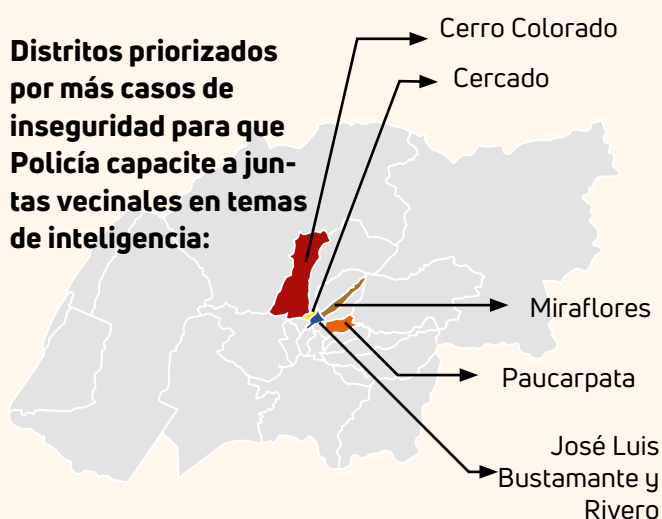 Distritos priorizados
por más casos de
inseguridad para que
Policía capacite a jun-
tas vecinales en temas
de inteligencia:
Cerro Colorado
Cercado
Miraflores
Paucarpata
José Luis
Bustamante y
Rivero